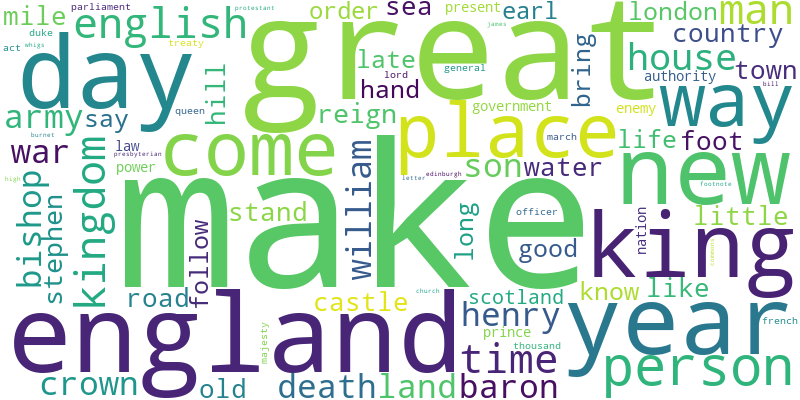 mile
parliament
order
sea
present
earl
london
man
duke
english
protestant
james
country
act
whigs
day
great
treaty
late
lord
general
bring
house
hand
authority
town
bill
hill
army
say
queen
reign
place
government
enemy
way
burnet
law
come
march
life
foot
war
presbyterian
power
son
water
new
high
edinburgh
letter
footnote
bishop
stephen
kingdom
make
william
stand
long
officer
good
nation
little
king
follow
church
road
castle
scotland
know
like
england
henry
year
french
majesty
prince
thousand
time
person
crown
old
death
land
baron